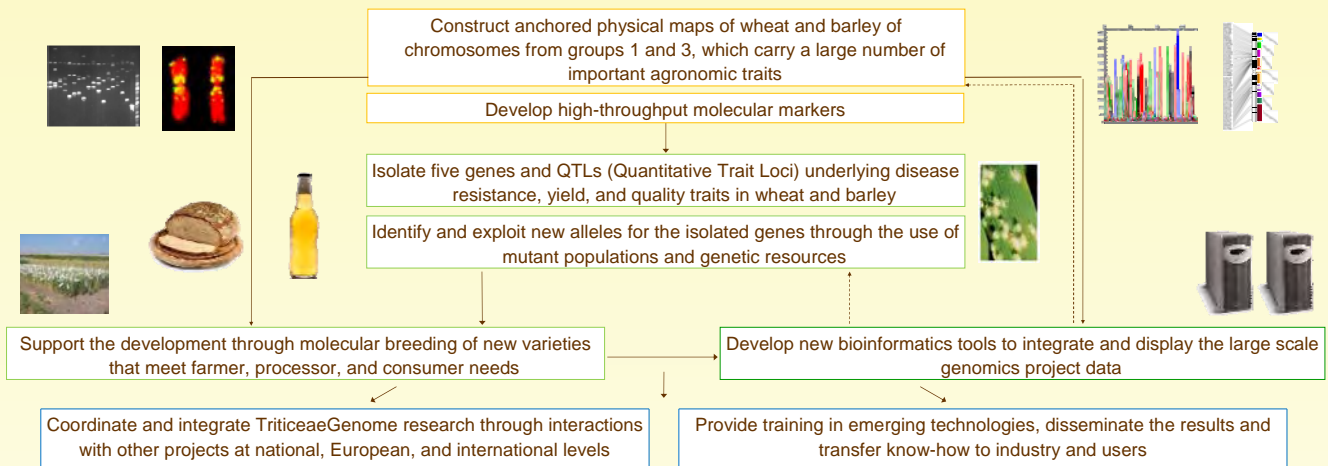 Construct anchored physical maps of wheat and barley of
chromosomes from groups 1 and 3, which carry a large number of
important agronomic traits
Develop high-throughput molecular markers
Isolate five genes and QTLs (Quantitative Trait Loci) underlying disease
resistance, yield, and quality traits in wheat and barley
Identify and exploit new alleles for the isolated genes through the use of
mutant populations and genetic resources
Support the development through molecular breeding of new varieties
that meet farmer, processor, and consumer needs
Develop new bioinformatics tools to integrate and display the large scale
genomics project data
Coordinate and integrate TriticeaeGenome research through interactions
with other projects at national, European, and international levels
Provide training in emerging technologies, disseminate the results and
transfer know-how to industry and users